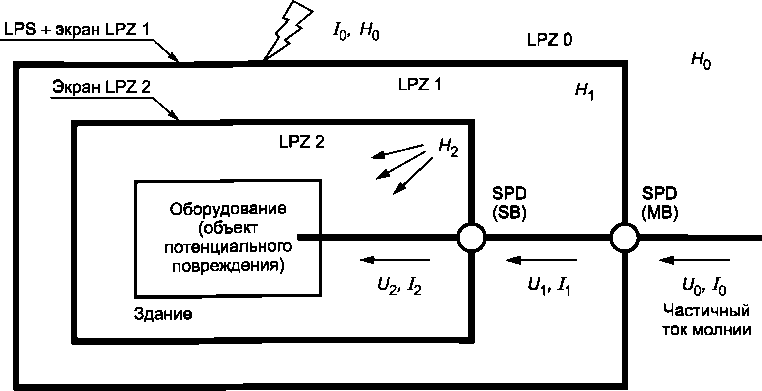 LPS + экран LPZ 1
I₀, H₀
LPZ 0
H₀
Экран LPZ 2
LPZ 1
H₁
LPZ 2
H₂
SPD
(SB)
SPD
(MB)
Оборудование
(объект
потенциального
повреждения)
U₂, I₂
U₁, I₁
U₀, I₀
Здание
Частичный
ток молнии